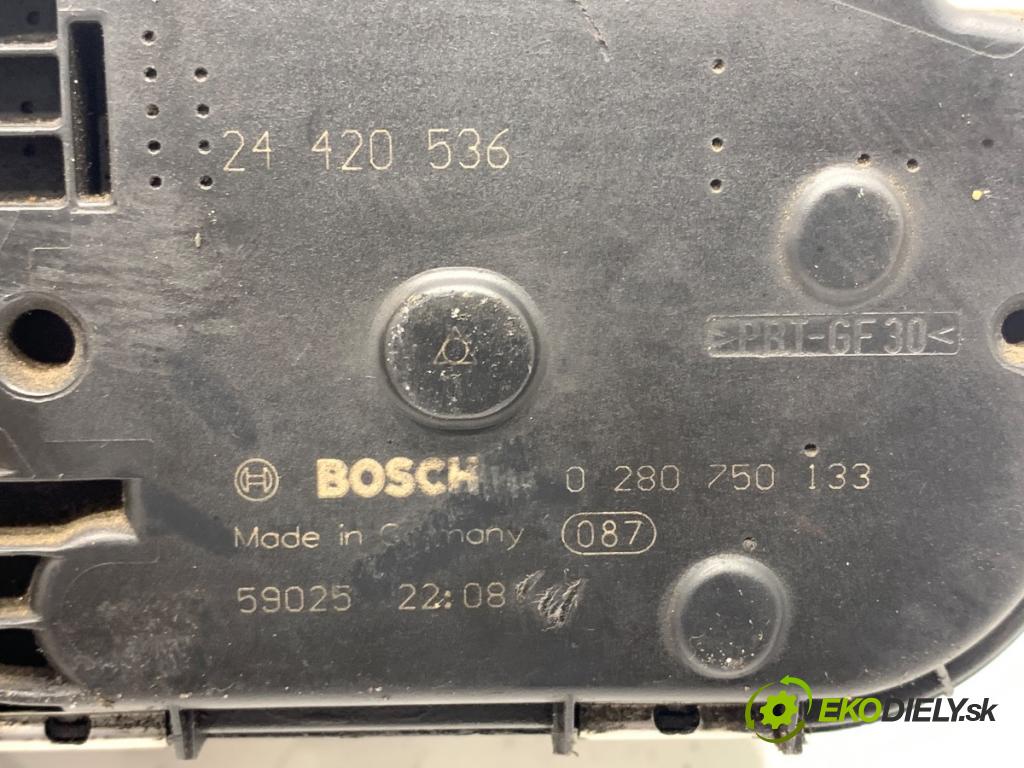 24 420 536
>PBT-GF30<
BOSCH 0 280 750 133
Made in Germany 087
59025 22:08
EKODIELY.sk